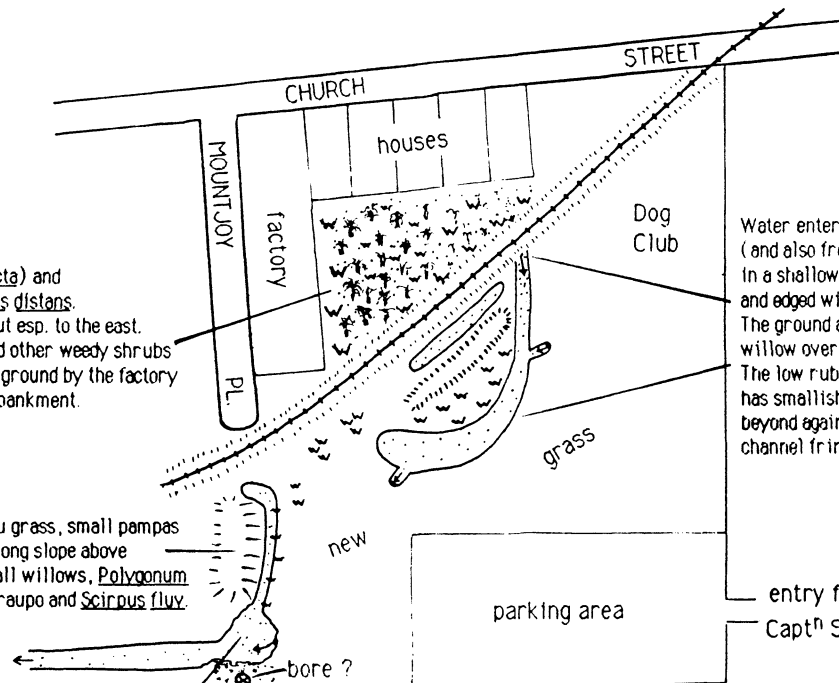 CHURCH STREET
MOUNTJOY PL.
houses
factory
Dog
Club
cta) and
s distans.
ut esp. to the east.
d other weedy shrubs
ground by the factory
bankment.
Water enter
(and also fr
in a shallow
and edged wi
The ground a
willow over
The low rub
has smallish
beyond again
channel frin
grass
new
u grass, small pampas
ong slope above
all willows, Polygonum
raupo and Scirpus fluv.
parking area
entry f
Captⁿ S
bore ?